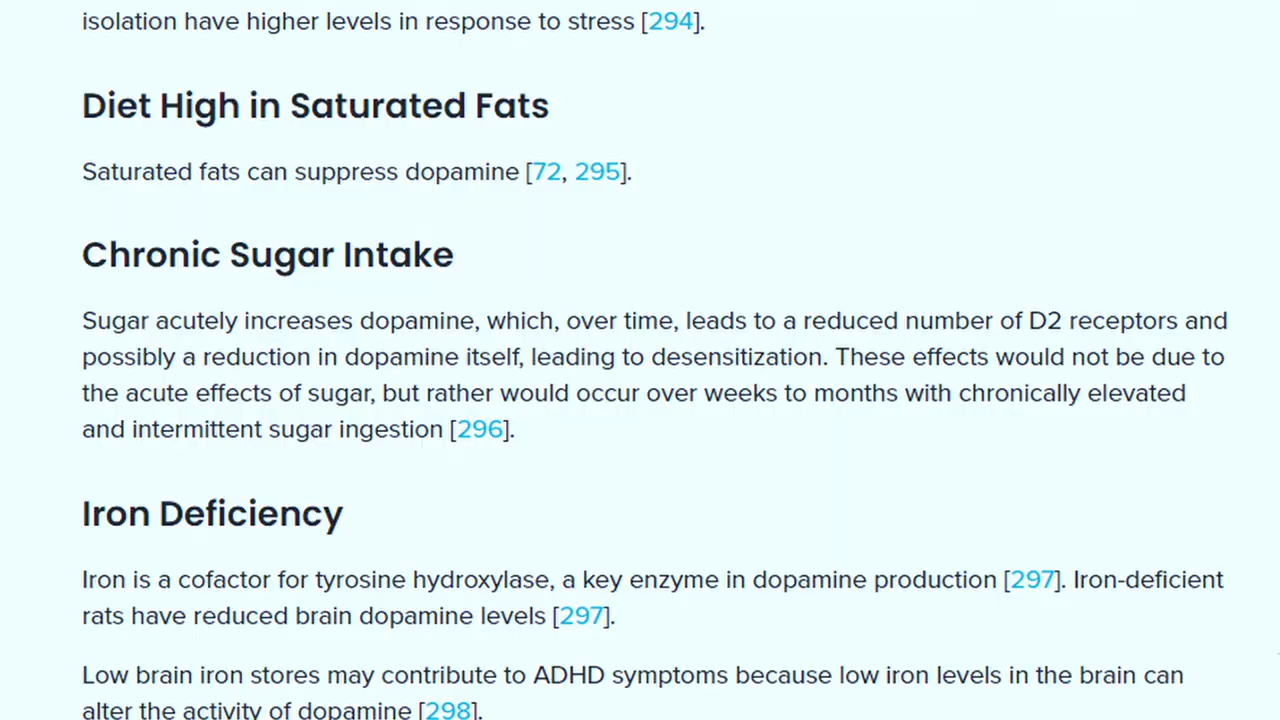 isolation have higher levels in response to stress [294].
Diet High in Saturated Fats
Saturated fats can suppress dopamine [72, 295].
Chronic Sugar Intake
Sugar acutely increases dopamine, which, over time, leads to a reduced number of D2 receptors and
possibly a reduction in dopamine itself, leading to desensitization. These effects would not be due to
the acute effects of sugar, but rather would occur over weeks to months with chronically elevated
and intermittent sugar ingestion [296].
Iron Deficiency
Iron is a cofactor for tyrosine hydroxylase, a key enzyme in dopamine production [297]. Iron-deficient
rats have reduced brain dopamine levels [297].
Low brain iron stores may contribute to ADHD symptoms because low iron levels in the brain can
alter the activity of dopamine [298].